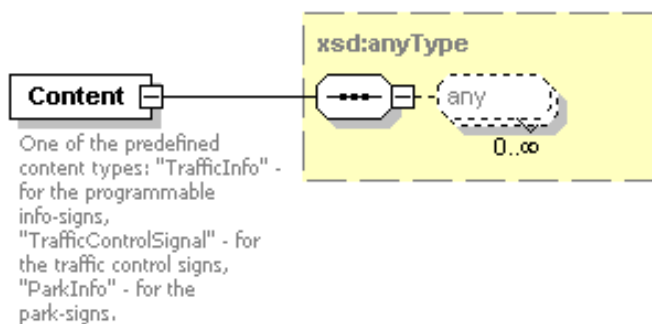 xsd:anyType
Content
any
0..∞
One of the predefined
content types: "TrafficInfo" -
for the programmable
info-signs,
"TrafficControlSignal" - for
the traffic control signs,
"ParkInfo" - for the
park-signs.